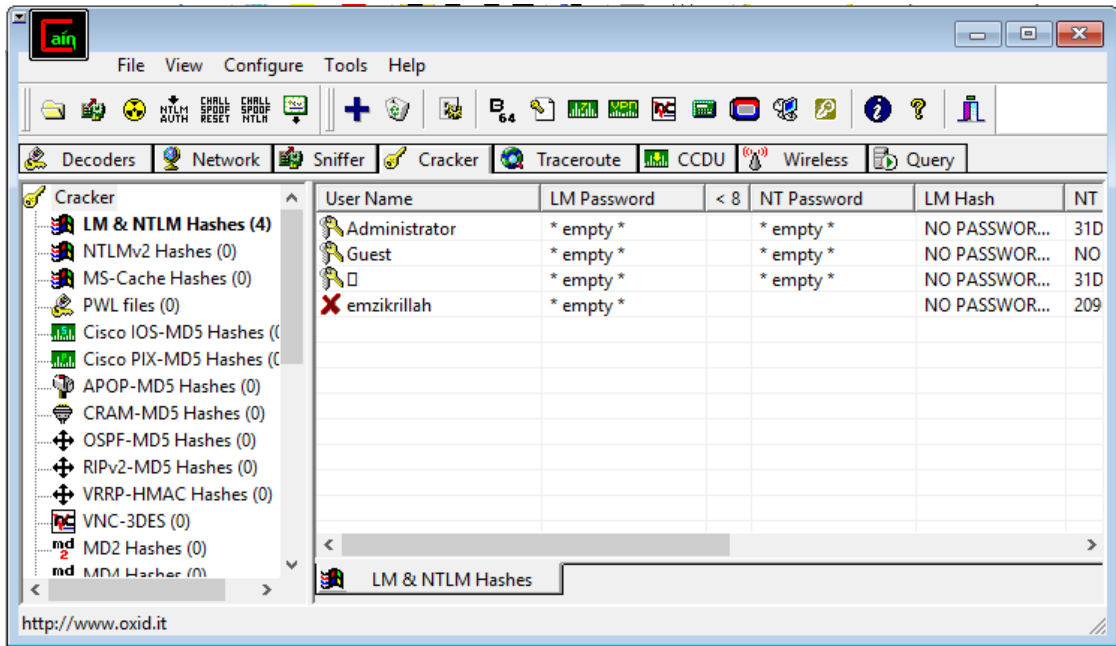 Cain
File View Configure Tools Help
NTLM AUTH CHALL SPOOF RESET CHALL SPOOF NTLM B 64
Decoders Network Sniffer Cracker Traceroute CCDU Wireless Query
Cracker
LM & NTLM Hashes (4)
NTLMv2 Hashes (0)
MS-Cache Hashes (0)
PWL files (0)
Cisco IOS-MD5 Hashes ((
Cisco PIX-MD5 Hashes ((
APOP-MD5 Hashes (0)
CRAM-MD5 Hashes (0)
OSPF-MD5 Hashes (0)
RIPv2-MD5 Hashes (0)
VRRP-HMAC Hashes (0)
VNC-3DES (0)
md2 MD2 Hashes (0)
md MD4 Hashes (0)
User Name LM Password < 8 NT Password LM Hash NT
Administrator * empty * * empty * NO PASSWOR... 31D
Guest * empty * * empty * NO PASSWOR... NO
* empty * * empty * NO PASSWOR... 31D
emzikrillah * empty * NO PASSWOR... 209
LM & NTLM Hashes
http://www.oxid.it